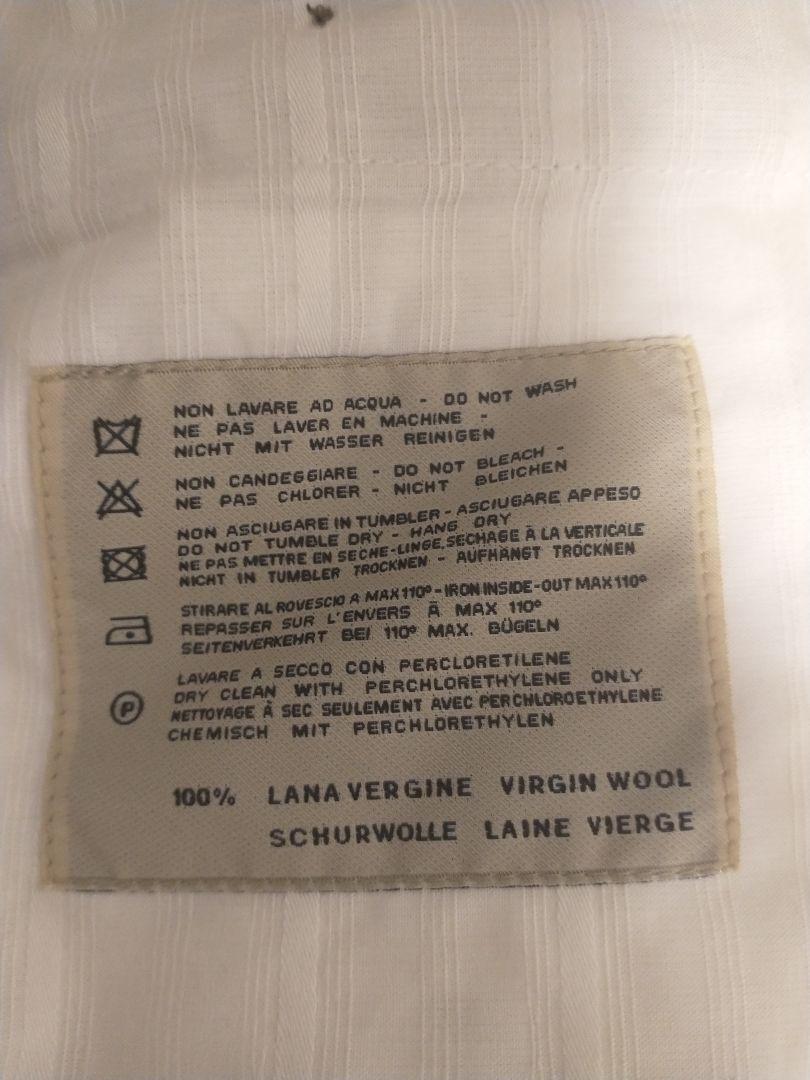 NON LAVARE AD ACQUA - DO NOT WASH
NE PAS LAVER EN MACHINE -
NICHT MIT WASSER REINIGEN
NON CANDEGGIARE - DO NOT BLEACH -
NE PAS CHLORER - NICHT BLEICHEN
NON ASCIUGARE IN TUMBLER - ASCIUGARE APPESO
DO NOT TUMBLE DRY - HANG DRY
NE PAS METTRE EN SECHE-LINGE, SECHAGE À LA VERTICALE
NICHT IN TUMBLER TROCKNEN - AUFHÄNGT TROCKNEN
STIRARE AL ROVESCIO A MAX 110° - IRON INSIDE-OUT MAX 110°
REPASSER SUR L'ENVERS À MAX 110°
SEITENVERKEHRT BEI 110° MAX. BÜGELN
LAVARE A SECCO CON PERCLORETILENE
DRY CLEAN WITH PERCHLORETHYLENE ONLY
NETTOYAGE À SEC SEULEMENT AVEC PERCHLOROETHYLENE
P CHEMISCH MIT PERCHLORETHYLEN
100% LANA VERGINE VIRGIN WOOL
SCHURWOLLE LAINE VIERGE